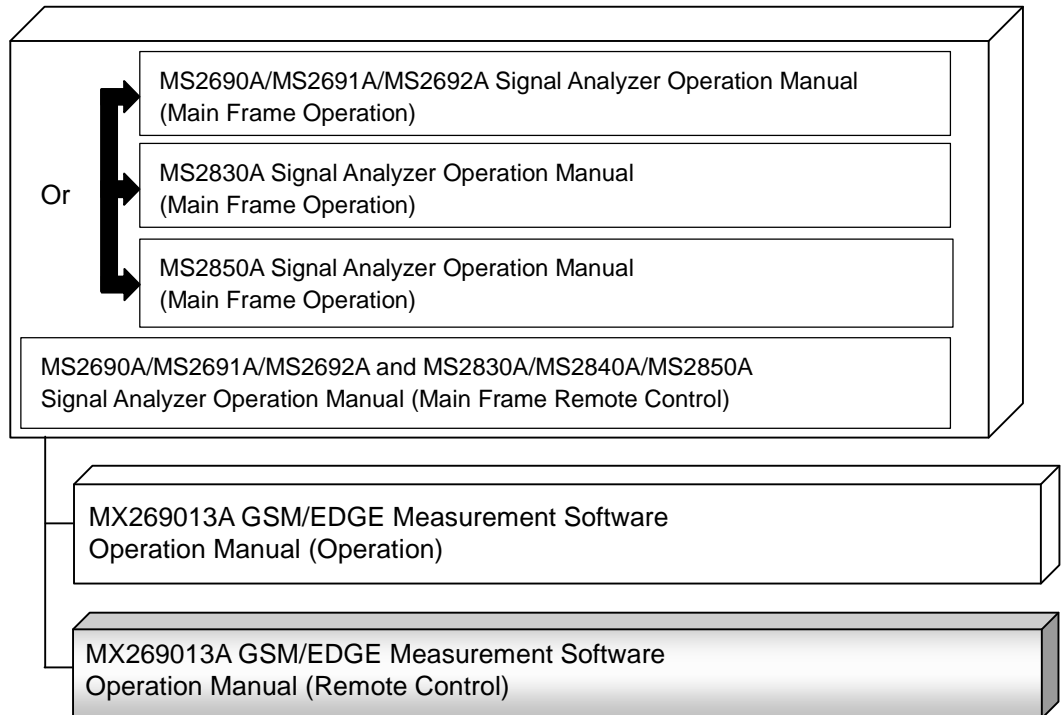 MS2690A/MS2691A/MS2692A Signal Analyzer Operation Manual
(Main Frame Operation)
Or
MS2830A Signal Analyzer Operation Manual
(Main Frame Operation)
MS2850A Signal Analyzer Operation Manual
(Main Frame Operation)
MS2690A/MS2691A/MS2692A and MS2830A/MS2840A/MS2850A
Signal Analyzer Operation Manual (Main Frame Remote Control)
MX269013A GSM/EDGE Measurement Software
Operation Manual (Operation)
MX269013A GSM/EDGE Measurement Software
Operation Manual (Remote Control)